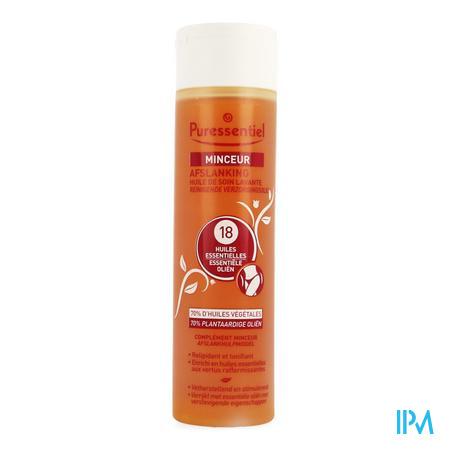 Puressentiel
MINCEUR
AFSLANKING
HUILE DE SOIN LAVANTE
REINIGENDE VERZORGINGSOLIE
18
HUILES
ESSENTIELLES
ESSENTIËLE
OLIËN
70% D'HUILES VÉGÉTALES
70% PLANTAARDIGE OLIËN
COMPLÉMENT MINCEUR
AFSLANKHULPMIDDEL
• Relipidant et tonifiant
• Enrichi en huiles essentielles
aux vertus raffermissantes
• Vetherstellend en stimulerend
• Verrijkt met essentiële oliën met
verstevigende eigenschappen
IPM